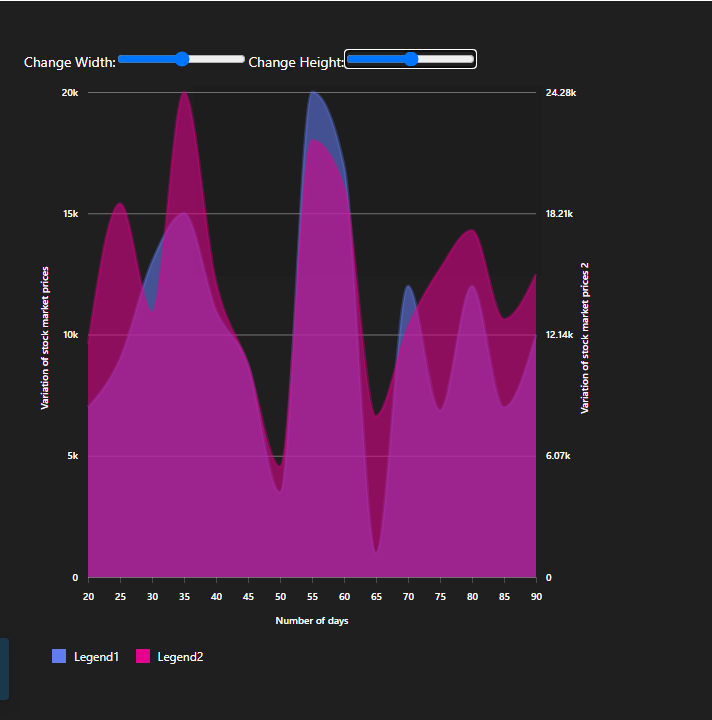 Change Width: Change Height:
20k 24.28k
15k 18.21k
10k 12.14k
5k 6.07k
0 0
Variation of stock market prices
Variation of stock market prices 2
20 25 30 35 40 45 50 55 60 65 70 75 80 85 90
Number of days
Legend1 Legend2